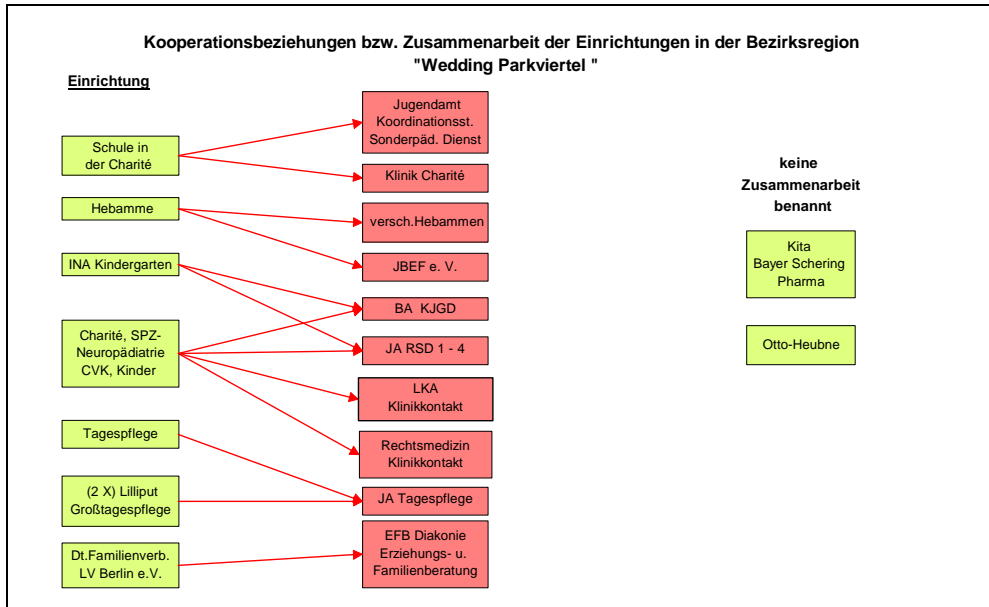 Kooperationsbeziehungen bzw. Zusammenarbeit der Einrichtungen in der Bezirksregion
"Wedding Parkviertel "
Einrichtung
Schule in
der Charité
Hebamme
INA Kindergarten
Charité, SPZ-
Neuropädiatrie
CVK, Kinder
Tagespflege
(2 X) Lilliput
Großtagespflege
Dt.Familienverb.
LV Berlin e.V.
Jugendamt
Koordinationsst.
Sonderpäd. Dienst
Klinik Charité
versch.Hebammen
JBEF e. V.
BA  KJGD
JA RSD 1 - 4
LKA
Klinikkontakt
Rechtsmedizin
Klinikkontakt
JA Tagespflege
EFB Diakonie
Erziehungs- u.
Familienberatung
keine
Zusammenarbeit
benannt
Kita
Bayer Schering
Pharma
Otto-Heubne